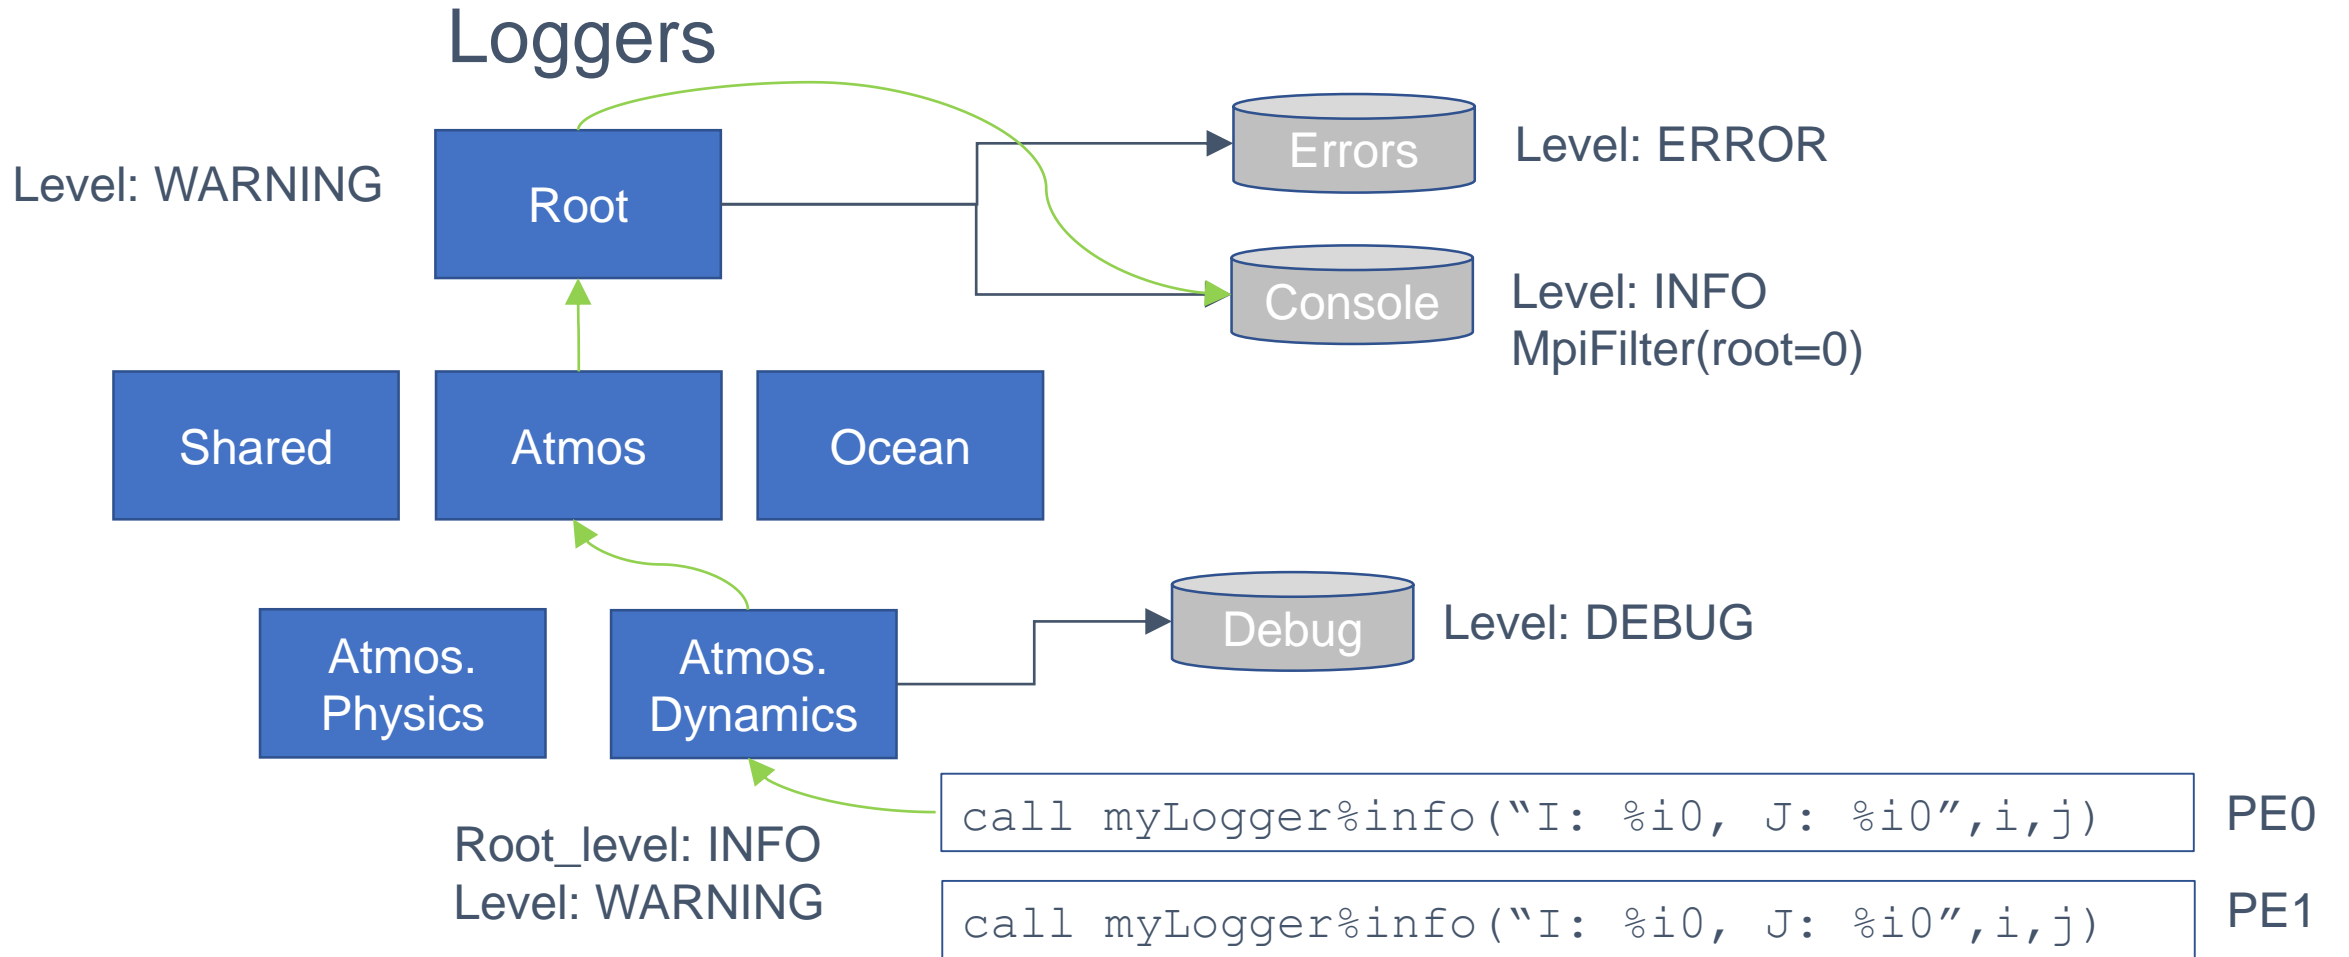 Loggers
Level: WARNING
Root
Errors
Level: ERROR
Console
Level: INFO
MpiFilter(root=0)
Shared
Atmos
Ocean
Atmos.
Physics
Atmos.
Dynamics
Debug
Level: DEBUG
Root_level: INFO
Level: WARNING
call myLogger%info(“I: %i0, J: %i0”,i,j)
PE0
call myLogger%info(“I: %i0, J: %i0”,i,j)
PE1